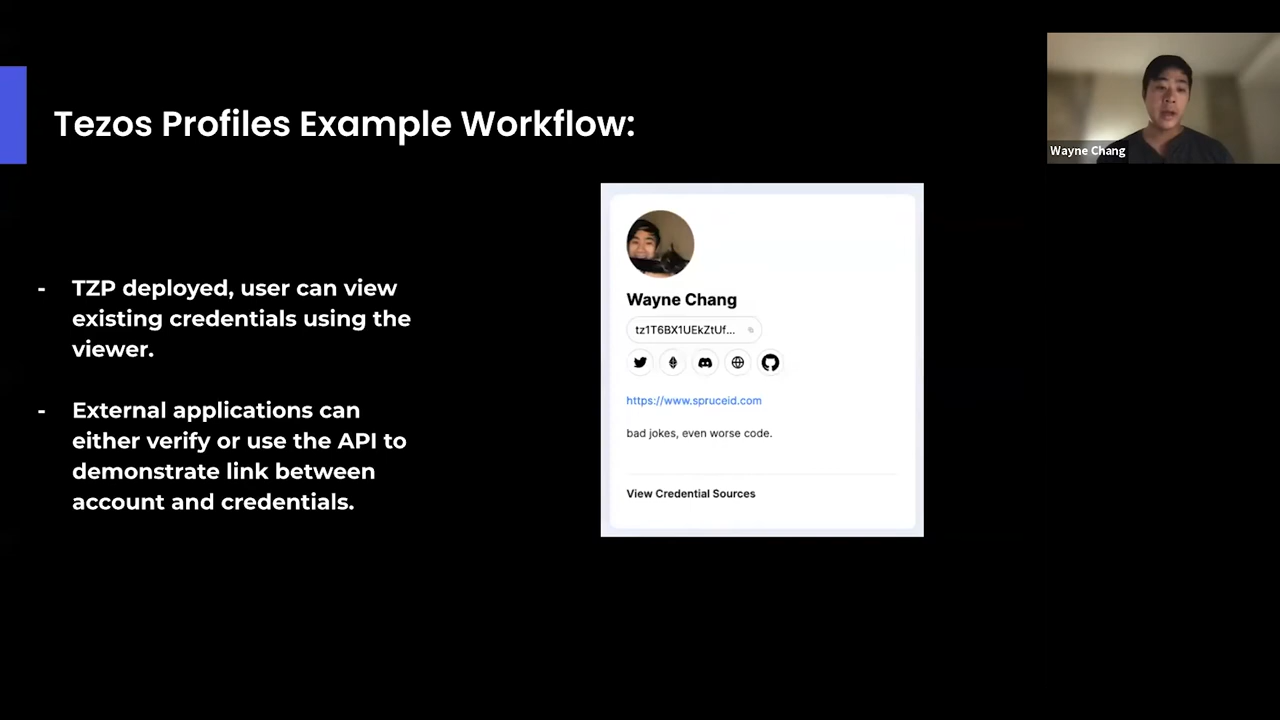 Tezos Profiles Example Workflow:
Wayne Chang
- TZP deployed, user can view
existing credentials using the
viewer.
- External applications can
either verify or use the API to
demonstrate link between
account and credentials.
Wayne Chang
tz1T6BX1UEkZtUf...
https://www.spruceid.com
bad jokes, even worse code.
View Credential Sources